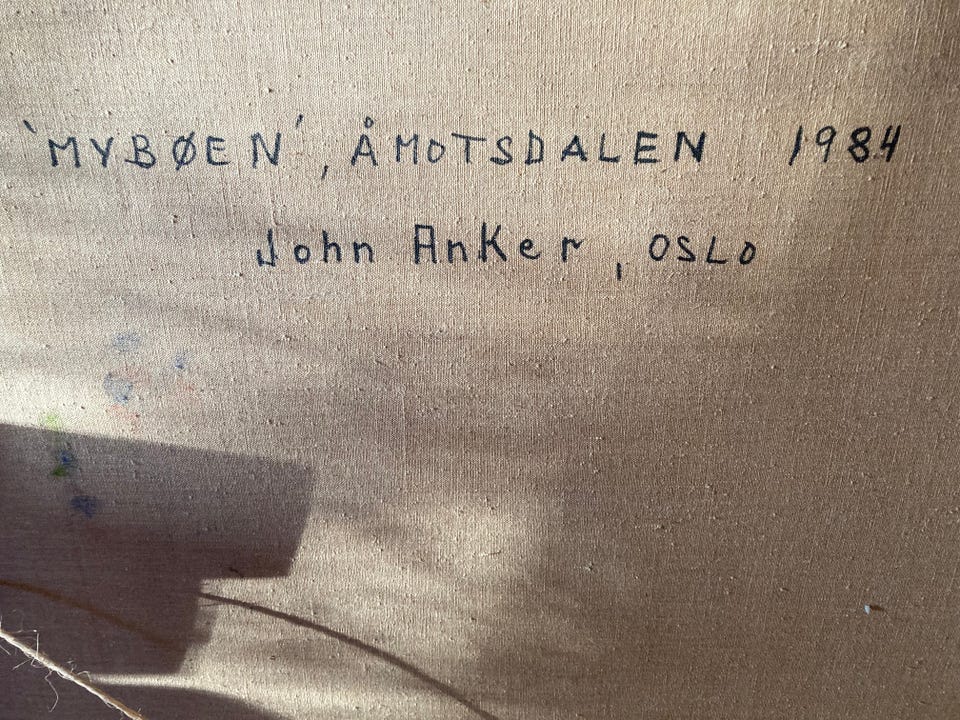 'MYBØEN', ÅMOTSDALEN 1984
John Anker, OSLO